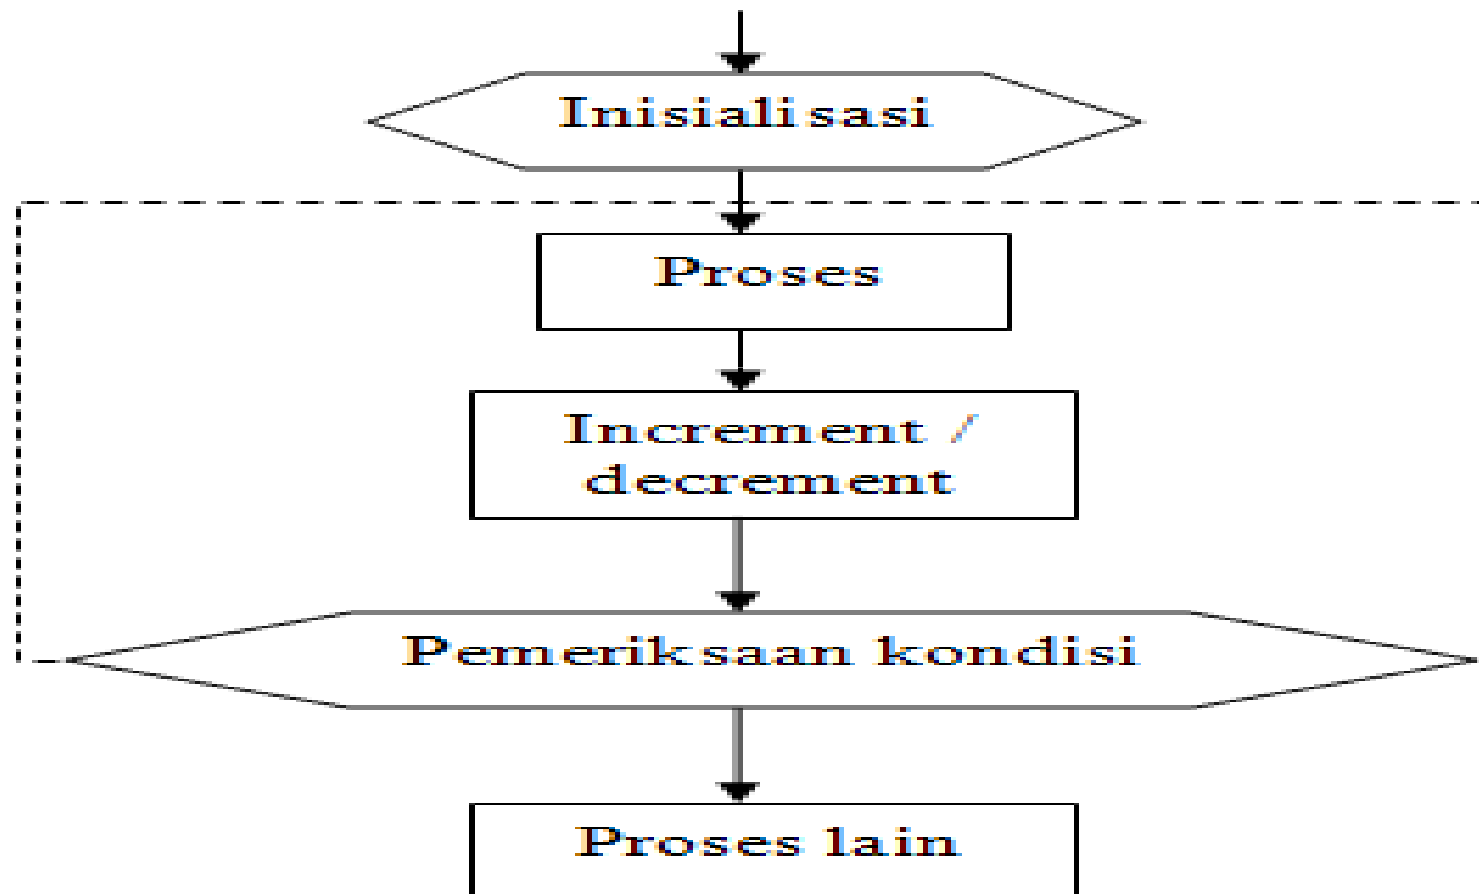 Inisialisasi
Proses
Increment /
decrement
Pemeriksaan kondisi
Proses lain